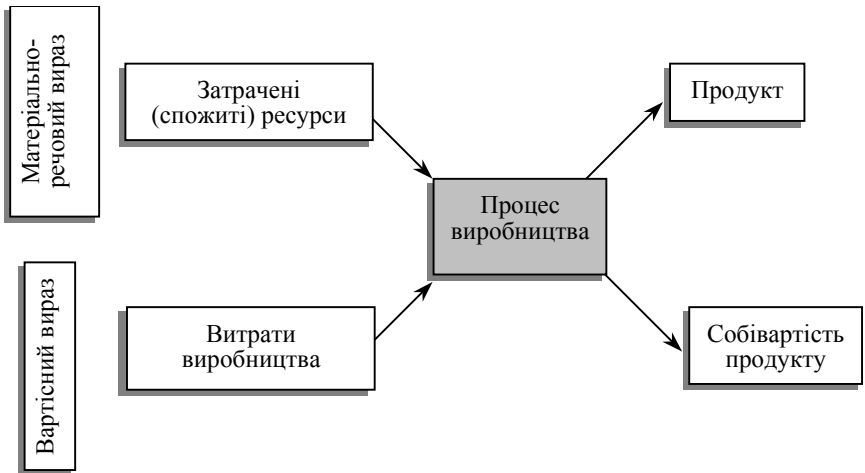 Матеріально-
речовий вираз
Затрачені
(спожиті) ресурси
Продукт
Процес
виробництва
Вартісний вираз
Витрати
виробництва
Собівартість
продукту